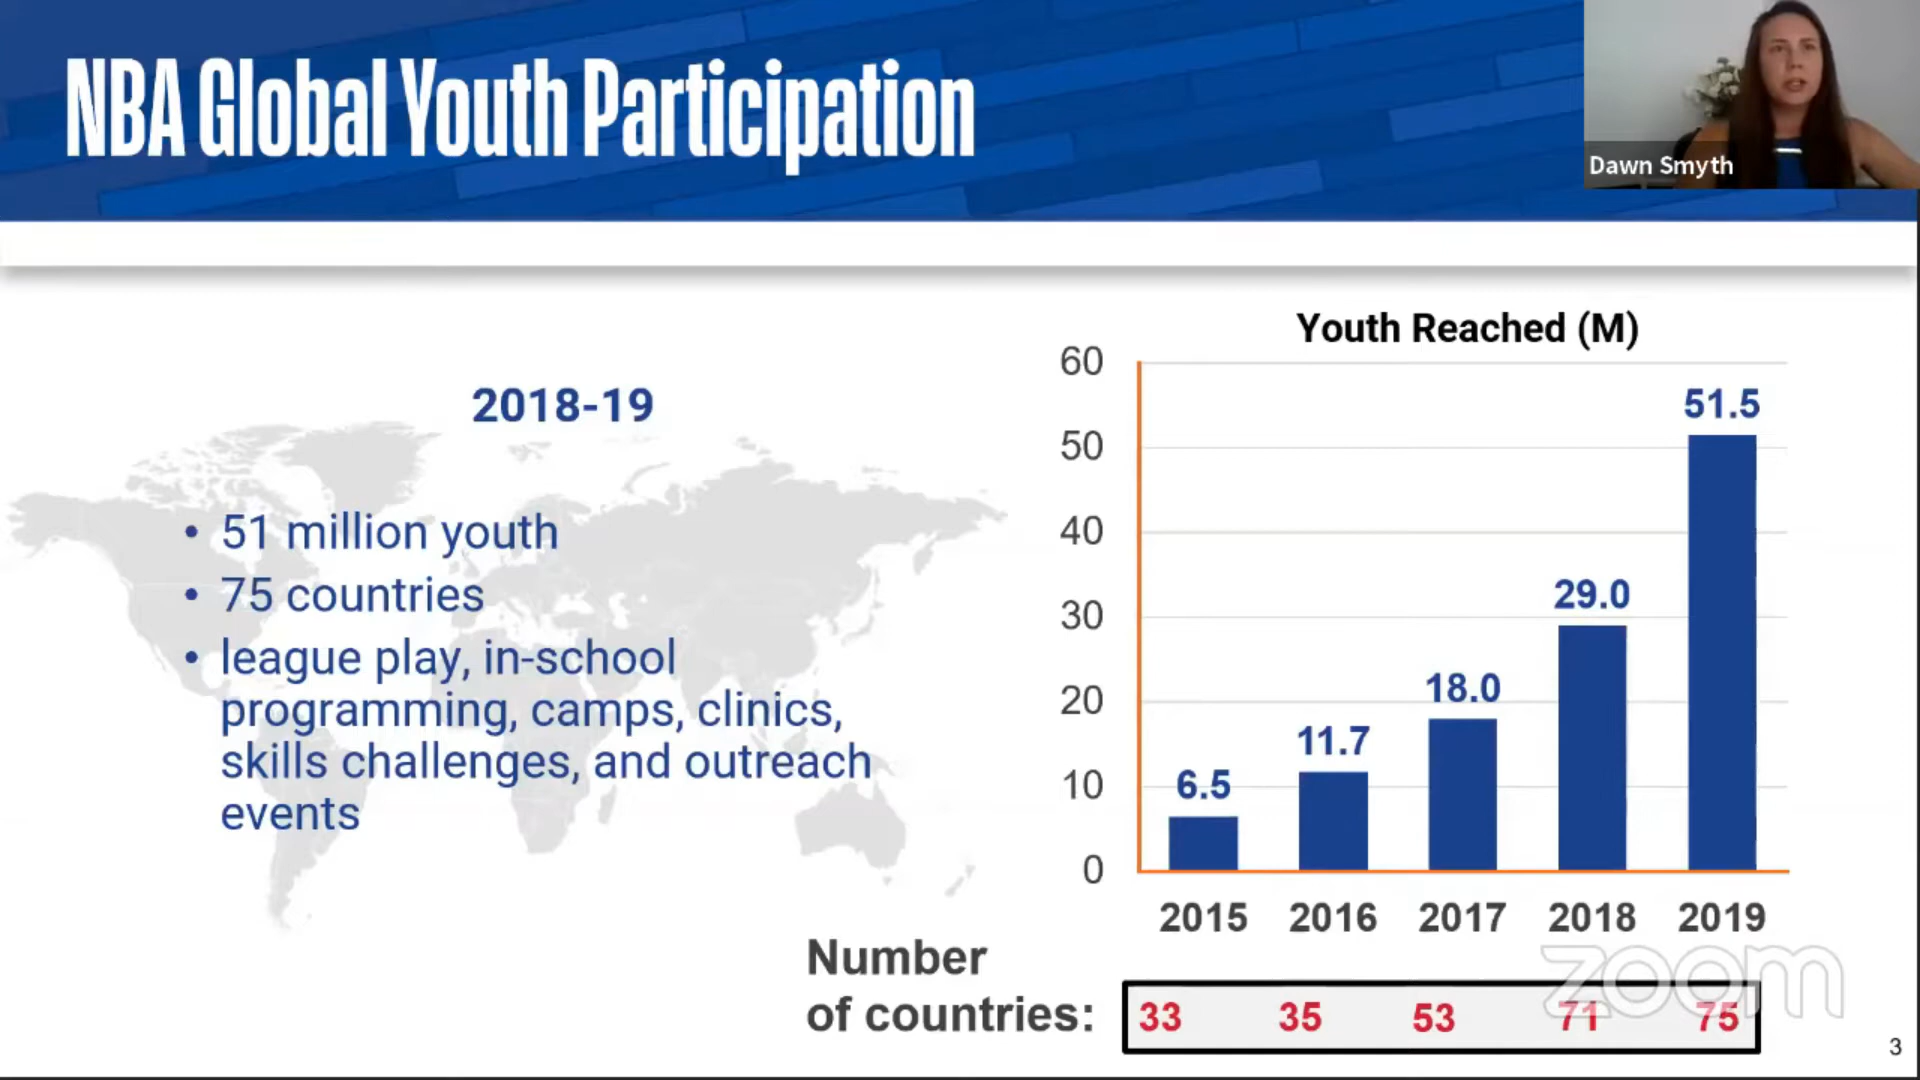 NBA Global Youth Participation
Dawn Smyth
2018-19
• 51 million youth
• 75 countries
• league play, in-school
programming, camps, clinics,
skills challenges, and outreach
events
Youth Reached (M)
60
50
40
30
20
10
0
6.5
11.7
18.0
29.0
51.5
2015 2016 2017 2018 2019
Number
of countries:
33 35 53 71 75
zoom
3